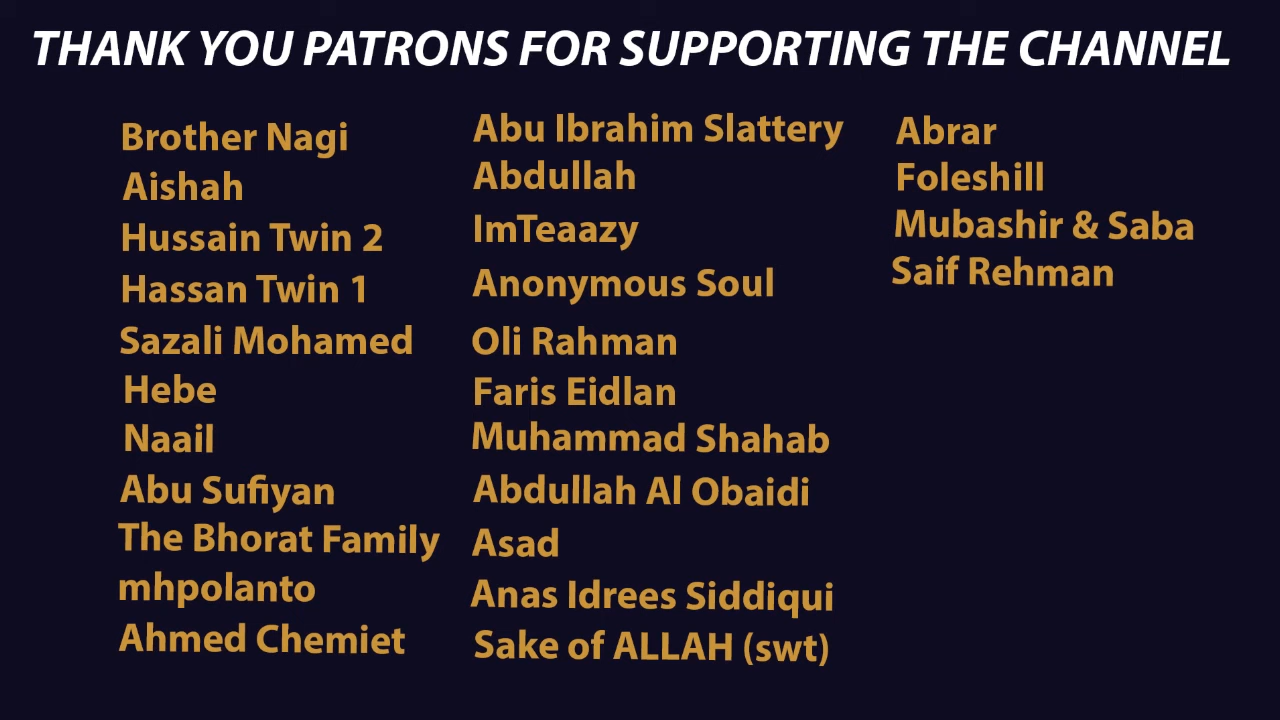 THANK YOU PATRONS FOR SUPPORTING THE CHANNEL
Brother Nagi
Aishah
Hussain Twin 2
Hassan Twin 1
Sazali Mohamed
Hebe
Naail
Abu Sufiyan
The Bhorat Family
mhpolanto
Ahmed Chemiet
Abu Ibrahim Slattery
Abdullah
ImTeaazy
Anonymous Soul
Oli Rahman
Faris Eidlan
Muhammad Shahab
Abdullah Al Obaidi
Asad
Anas Idrees Siddiqui
Sake of ALLAH (swt)
Abrar
Foleshill
Mubashir & Saba
Saif Rehman